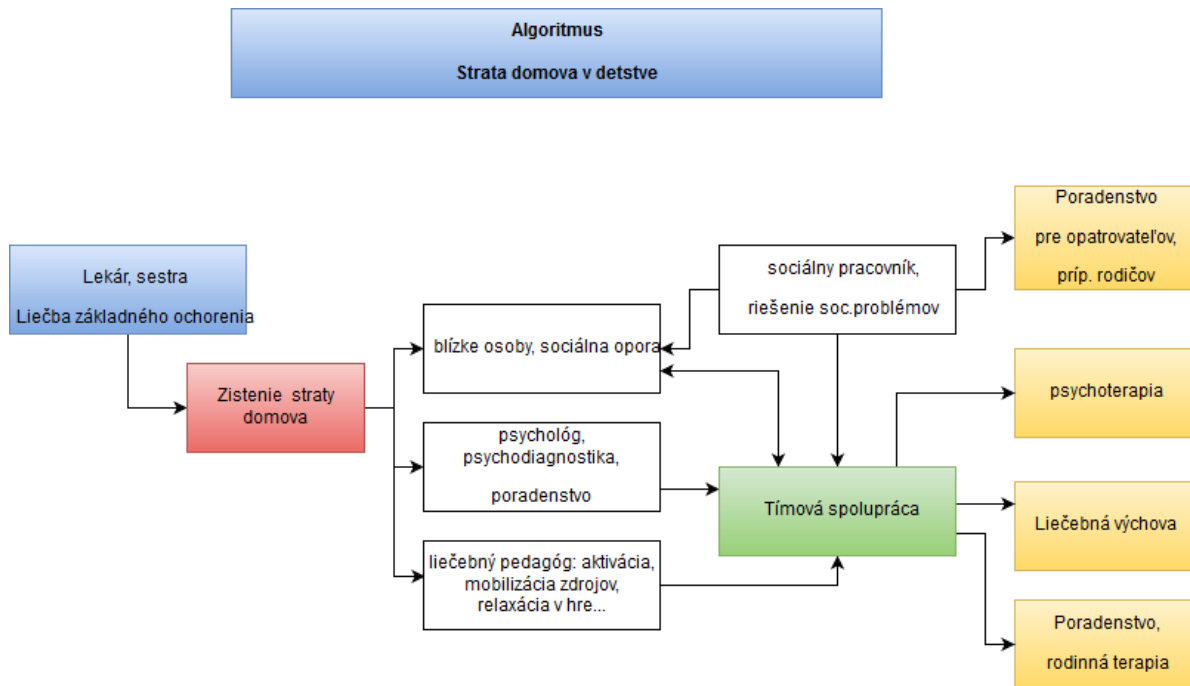 Algoritmus
Strata domova v detstve
Lekár, sestra
Liečba základného ochorenia
Zistenie straty
domova
blízke osoby, sociálna opora
psychológ,
psychodiagnostika,
poradenstvo
liečebný pedagóg: aktivácia,
mobilizácia zdrojov,
relaxácia v hre...
sociálny pracovník,
riešenie soc.problémov
Tímová spolupráca
Poradenstvo
pre opatrovateľov,
príp. rodičov
psychoterapia
Liečebná výchova
Poradenstvo,
rodinná terapia